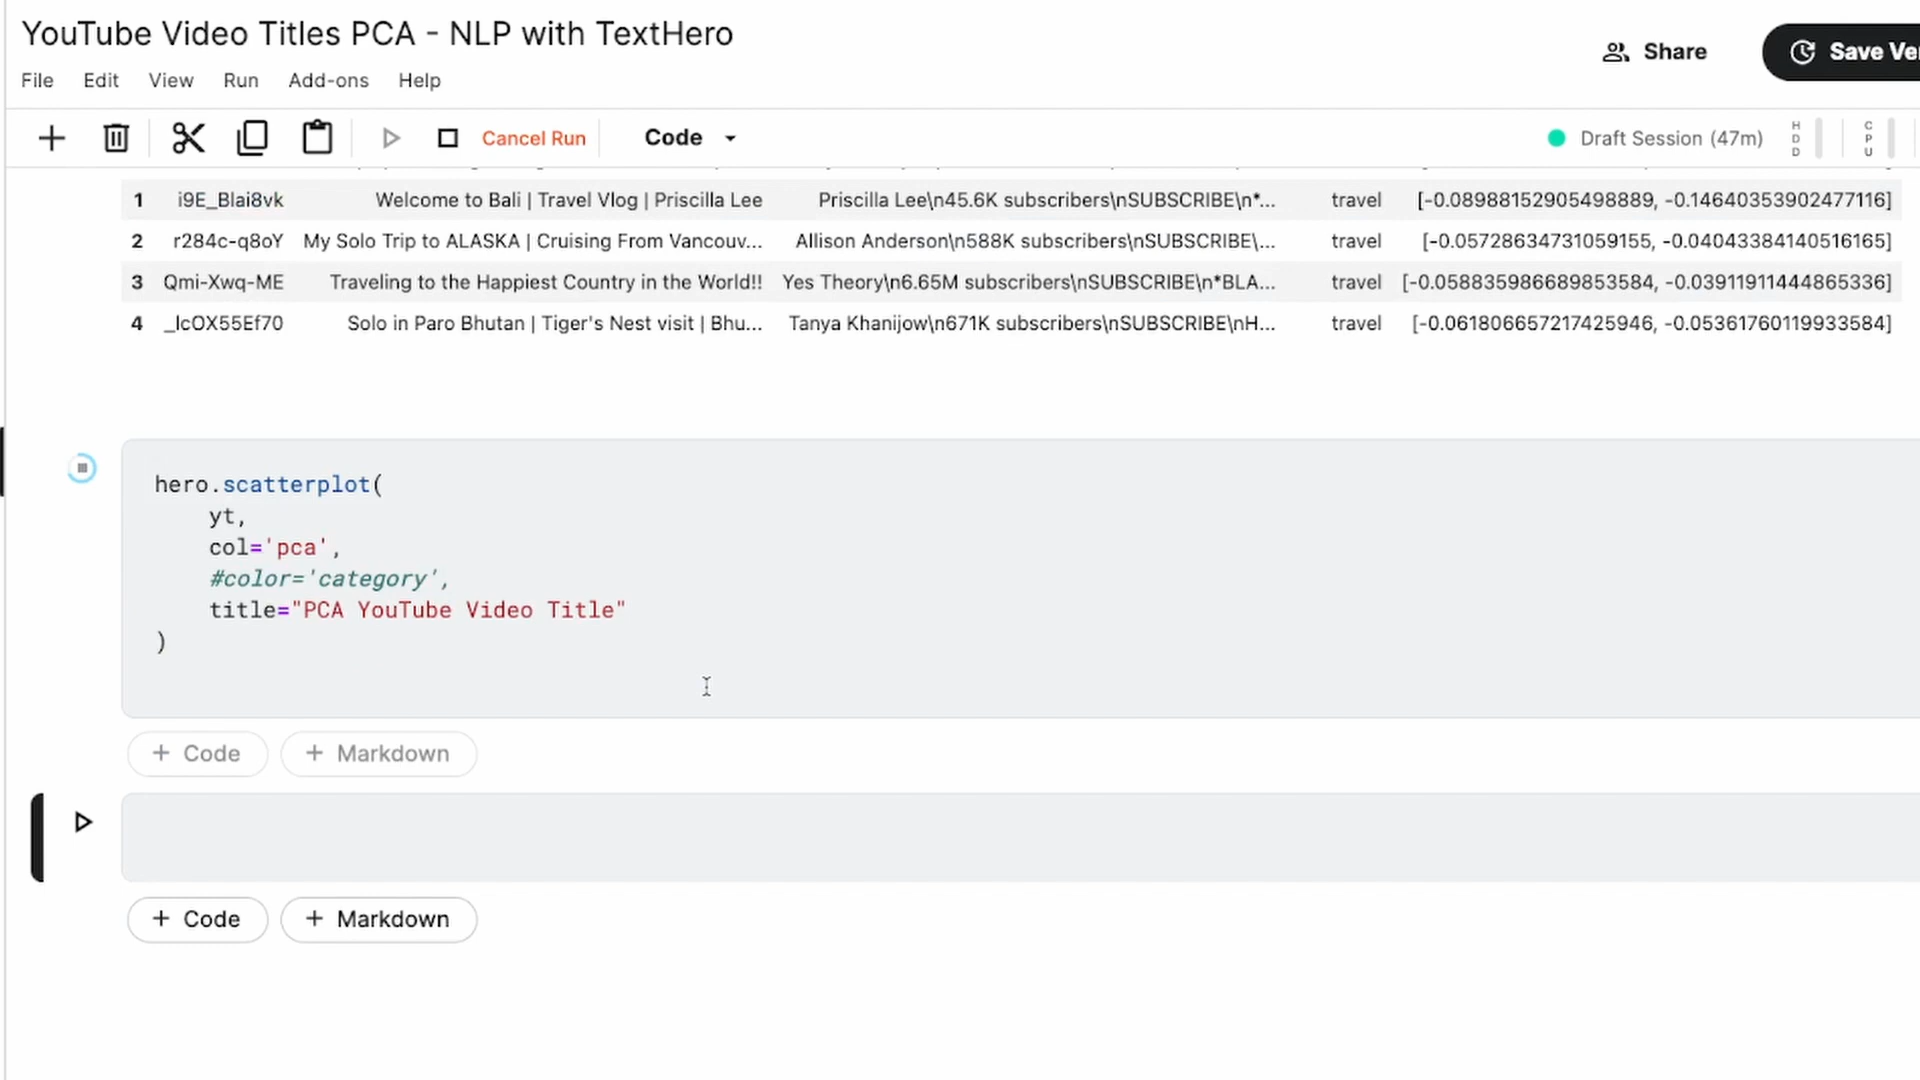 YouTube Video Titles PCA - NLP with TextHero
Share
Save Ver
File Edit View Run Add-ons Help
Cancel Run Code Draft Session (47m) HDD CPU
1 i9E_Blai8vk Welcome to Bali | Travel Vlog | Priscilla Lee Priscilla Lee\n45.6K subscribers\nSUBSCRIBE\n*... travel [-0.08988152905498889, -0.14640353902477116]
2 r284c-q8oY My Solo Trip to ALASKA | Cruising From Vancouv... Allison Anderson\n588K subscribers\nSUBSCRIBE\... travel [-0.05728634731059155, -0.04043384140516165]
3 Qmi-Xwq-ME Traveling to the Happiest Country in the World!! Yes Theory\n6.65M subscribers\nSUBSCRIBE\n*BLA... travel [-0.058835986689853584, -0.03911911444865336]
4 _lcOX55Ef70 Solo in Paro Bhutan | Tiger's Nest visit | Bhu... Tanya Khanijow\n671K subscribers\nSUBSCRIBE\nH... travel [-0.061806657217425946, -0.05361760119933584]
hero.scatterplot(
yt,
col='pca',
#color='category',
title="PCA YouTube Video Title"
)
+ Code + Markdown
+ Code + Markdown